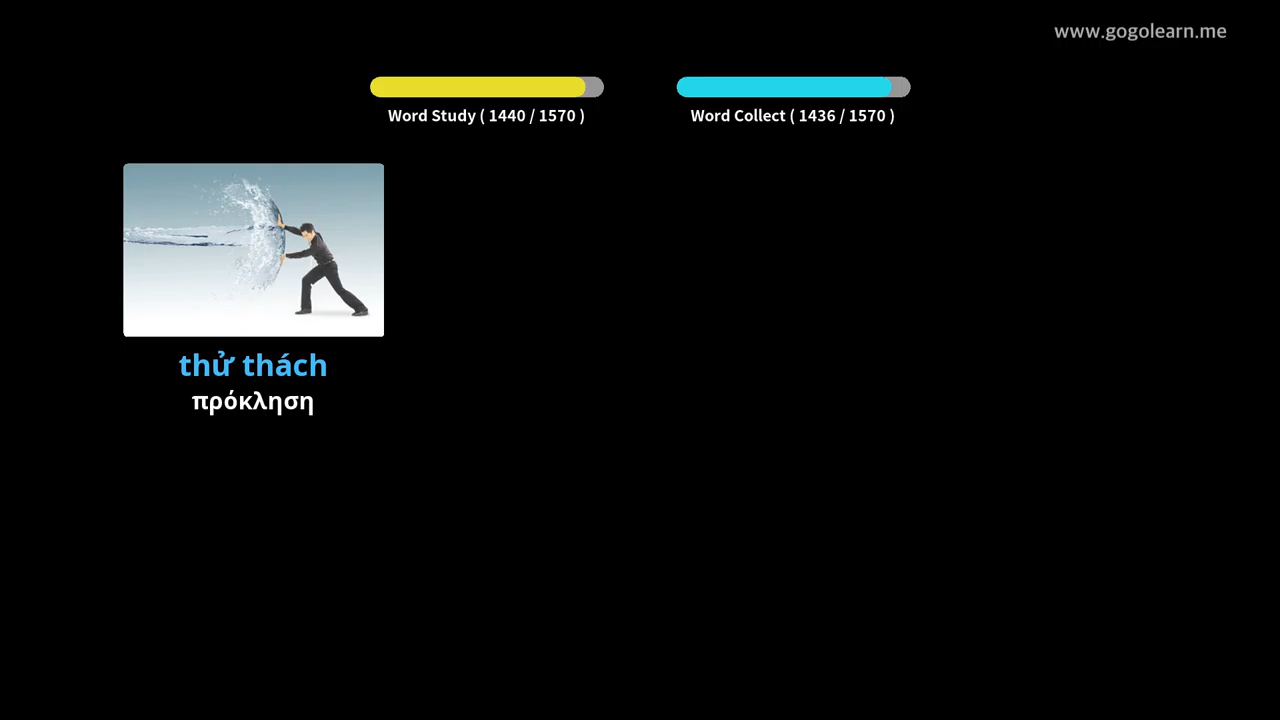 www.gogolearn.me
Word Study ( 1440 / 1570 )
Word Collect ( 1436 / 1570 )
thử thách
πρόκληση